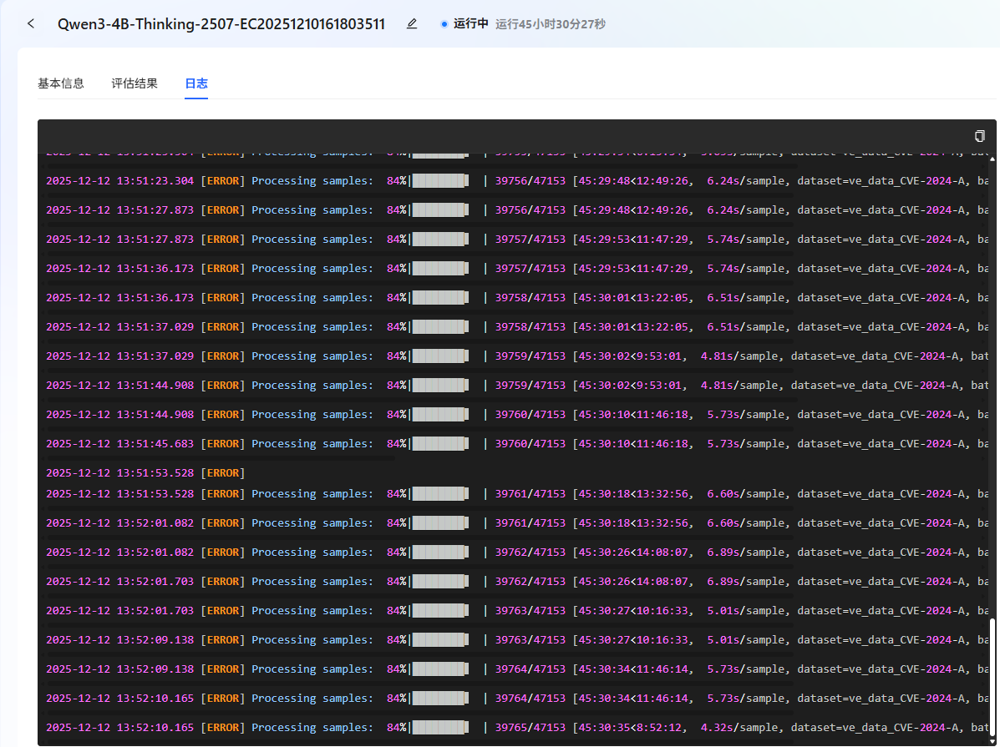 Qwen3-4B-Thinking-2507-EC20251210161803511 运行中 运行45小时30分27秒
基本信息 评估结果 日志
2025-12-12 13:51:23.304 [ERROR] Processing samples: 84%| | 39756/47153 [45:29:48<12:49:26, 6.24s/sample, dataset=ve_data_CVE-2024-A, ba
2025-12-12 13:51:27.873 [ERROR] Processing samples: 84%| | 39756/47153 [45:29:48<12:49:26, 6.24s/sample, dataset=ve_data_CVE-2024-A, ba
2025-12-12 13:51:27.873 [ERROR] Processing samples: 84%| | 39757/47153 [45:29:53<11:47:29, 5.74s/sample, dataset=ve_data_CVE-2024-A, ba
2025-12-12 13:51:36.173 [ERROR] Processing samples: 84%| | 39757/47153 [45:29:53<11:47:29, 5.74s/sample, dataset=ve_data_CVE-2024-A, ba
2025-12-12 13:51:36.173 [ERROR] Processing samples: 84%| | 39758/47153 [45:30:01<13:22:05, 6.51s/sample, dataset=ve_data_CVE-2024-A, ba
2025-12-12 13:51:37.029 [ERROR] Processing samples: 84%| | 39758/47153 [45:30:01<13:22:05, 6.51s/sample, dataset=ve_data_CVE-2024-A, ba
2025-12-12 13:51:37.029 [ERROR] Processing samples: 84%| | 39759/47153 [45:30:02<9:53:01, 4.81s/sample, dataset=ve_data_CVE-2024-A, bat
2025-12-12 13:51:44.908 [ERROR] Processing samples: 84%| | 39759/47153 [45:30:02<9:53:01, 4.81s/sample, dataset=ve_data_CVE-2024-A, bat
2025-12-12 13:51:44.908 [ERROR] Processing samples: 84%| | 39760/47153 [45:30:10<11:46:18, 5.73s/sample, dataset=ve_data_CVE-2024-A, ba
2025-12-12 13:51:45.683 [ERROR] Processing samples: 84%| | 39760/47153 [45:30:10<11:46:18, 5.73s/sample, dataset=ve_data_CVE-2024-A, ba
2025-12-12 13:51:53.528 [ERROR]
2025-12-12 13:51:53.528 [ERROR] Processing samples: 84%| | 39761/47153 [45:30:18<13:32:56, 6.60s/sample, dataset=ve_data_CVE-2024-A, ba
2025-12-12 13:52:01.082 [ERROR] Processing samples: 84%| | 39761/47153 [45:30:18<13:32:56, 6.60s/sample, dataset=ve_data_CVE-2024-A, ba
2025-12-12 13:52:01.082 [ERROR] Processing samples: 84%| | 39762/47153 [45:30:26<14:08:07, 6.89s/sample, dataset=ve_data_CVE-2024-A, ba
2025-12-12 13:52:01.703 [ERROR] Processing samples: 84%| | 39762/47153 [45:30:26<14:08:07, 6.89s/sample, dataset=ve_data_CVE-2024-A, ba
2025-12-12 13:52:01.703 [ERROR] Processing samples: 84%| | 39763/47153 [45:30:27<10:16:33, 5.01s/sample, dataset=ve_data_CVE-2024-A, ba
2025-12-12 13:52:09.138 [ERROR] Processing samples: 84%| | 39763/47153 [45:30:27<10:16:33, 5.01s/sample, dataset=ve_data_CVE-2024-A, ba
2025-12-12 13:52:09.138 [ERROR] Processing samples: 84%| | 39764/47153 [45:30:34<11:46:14, 5.73s/sample, dataset=ve_data_CVE-2024-A, ba
2025-12-12 13:52:10.165 [ERROR] Processing samples: 84%| | 39764/47153 [45:30:34<11:46:14, 5.73s/sample, dataset=ve_data_CVE-2024-A, ba
2025-12-12 13:52:10.165 [ERROR] Processing samples: 84%| | 39765/47153 [45:30:35<8:52:12, 4.32s/sample, dataset=ve_data_CVE-2024-A, bat